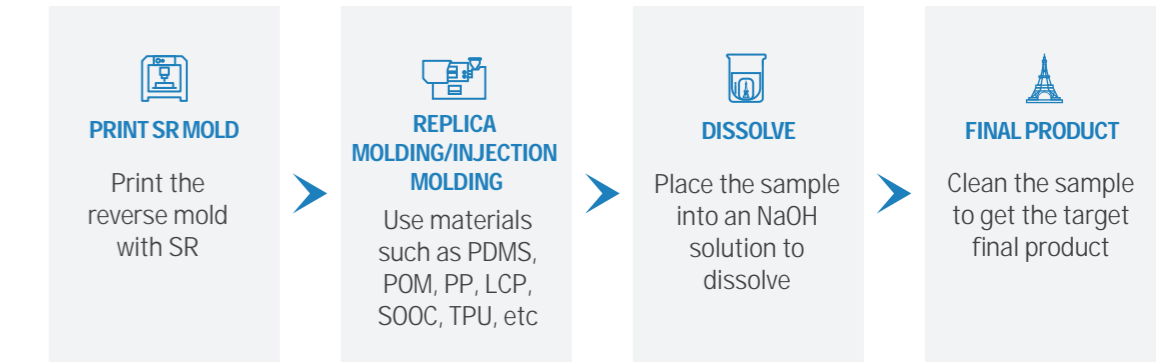 PRINT SR MOLD
Print the
reverse mold
with SR
REPLICA
MOLDING/INJECTION
MOLDING
Use materials
such as PDMS,
POM, PP, LCP,
SOOC, TPU, etc
DISSOLVE
Place the sample
into an NaOH
solution to
dissolve
FINAL PRODUCT
Clean the sample
to get the target
final product